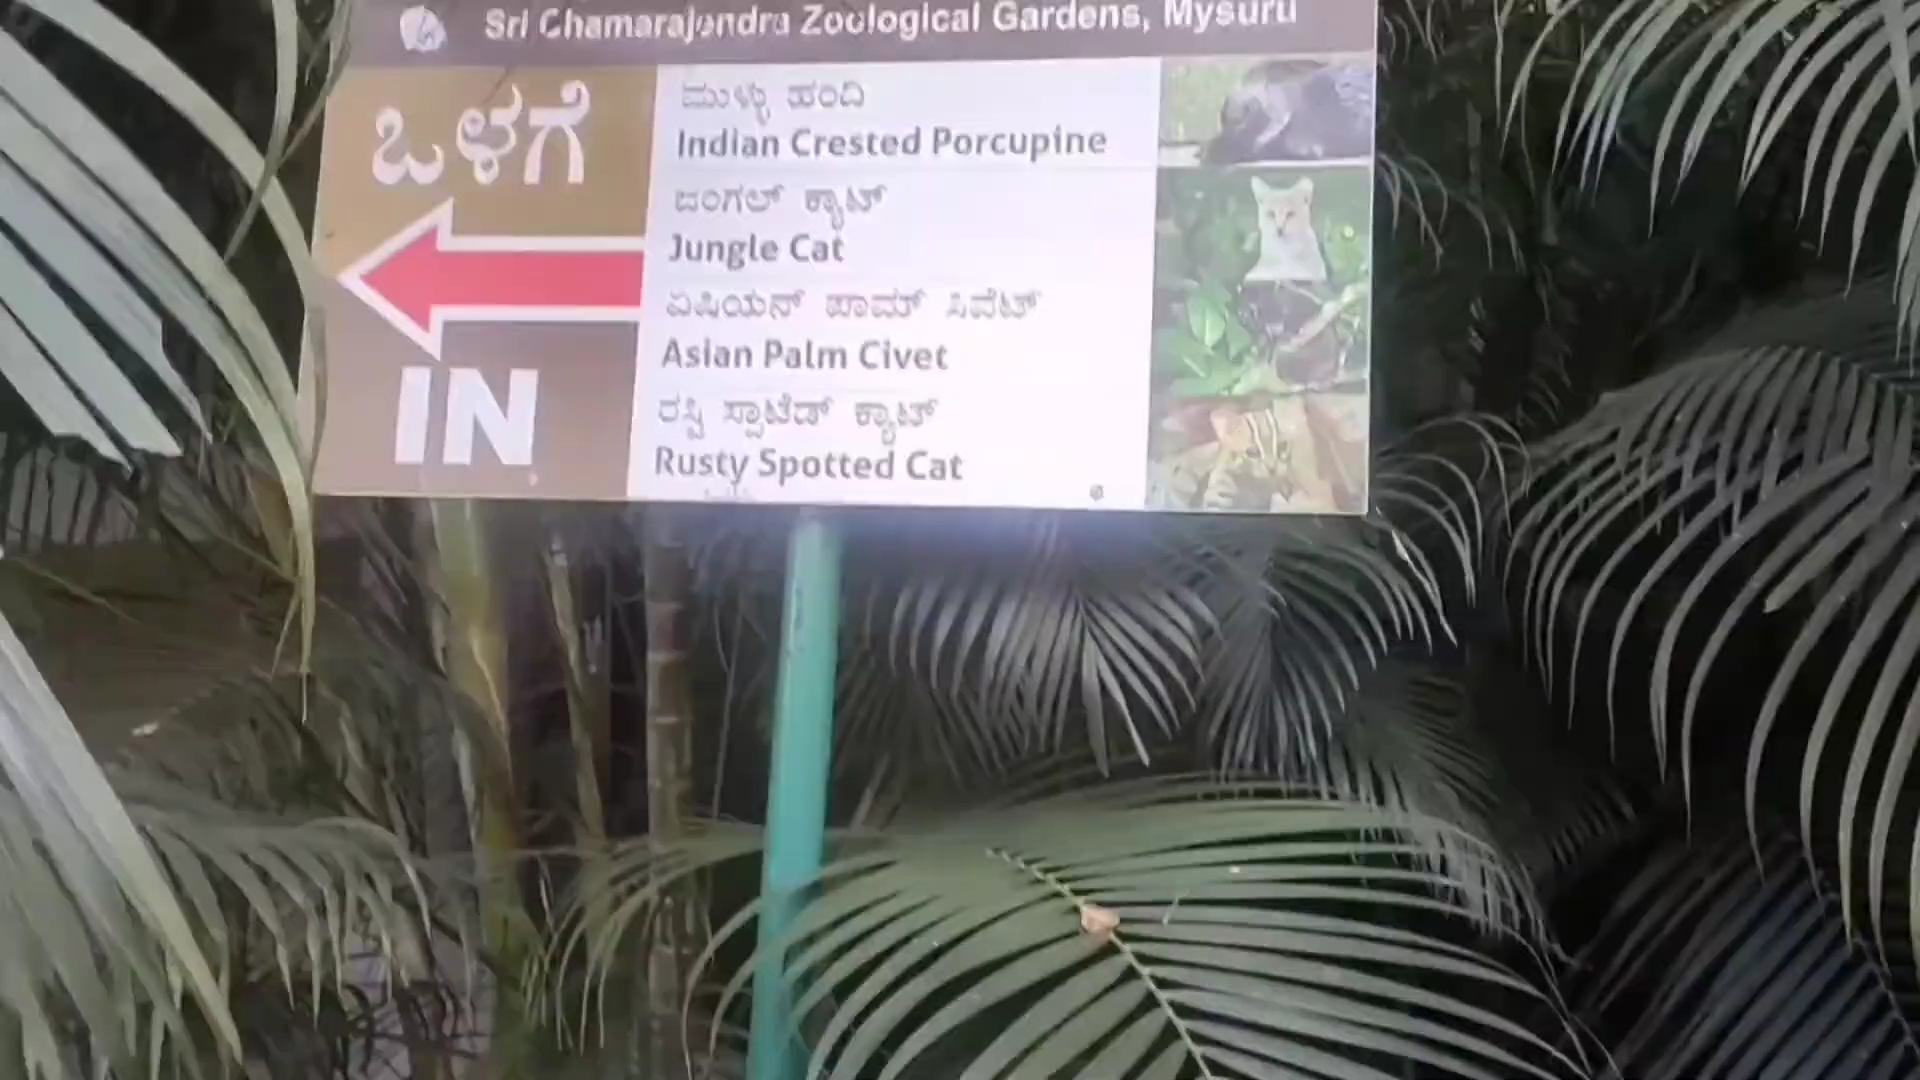 Sri Chamarajendra Zoological Gardens, Mysuru
ಒಳಗೆ
IN
ಮುಳ್ಳು ಹಂದಿ
Indian Crested Porcupine
ಜಂಗಲ್ ಕ್ಯಾಟ್
Jungle Cat
ಏಷಿಯನ್ ಪಾಮ್ ಸಿವೆಟ್
Asian Palm Civet
ರಸ್ಟಿ ಸ್ಪಾಟೆಡ್ ಕ್ಯಾಟ್
Rusty Spotted Cat